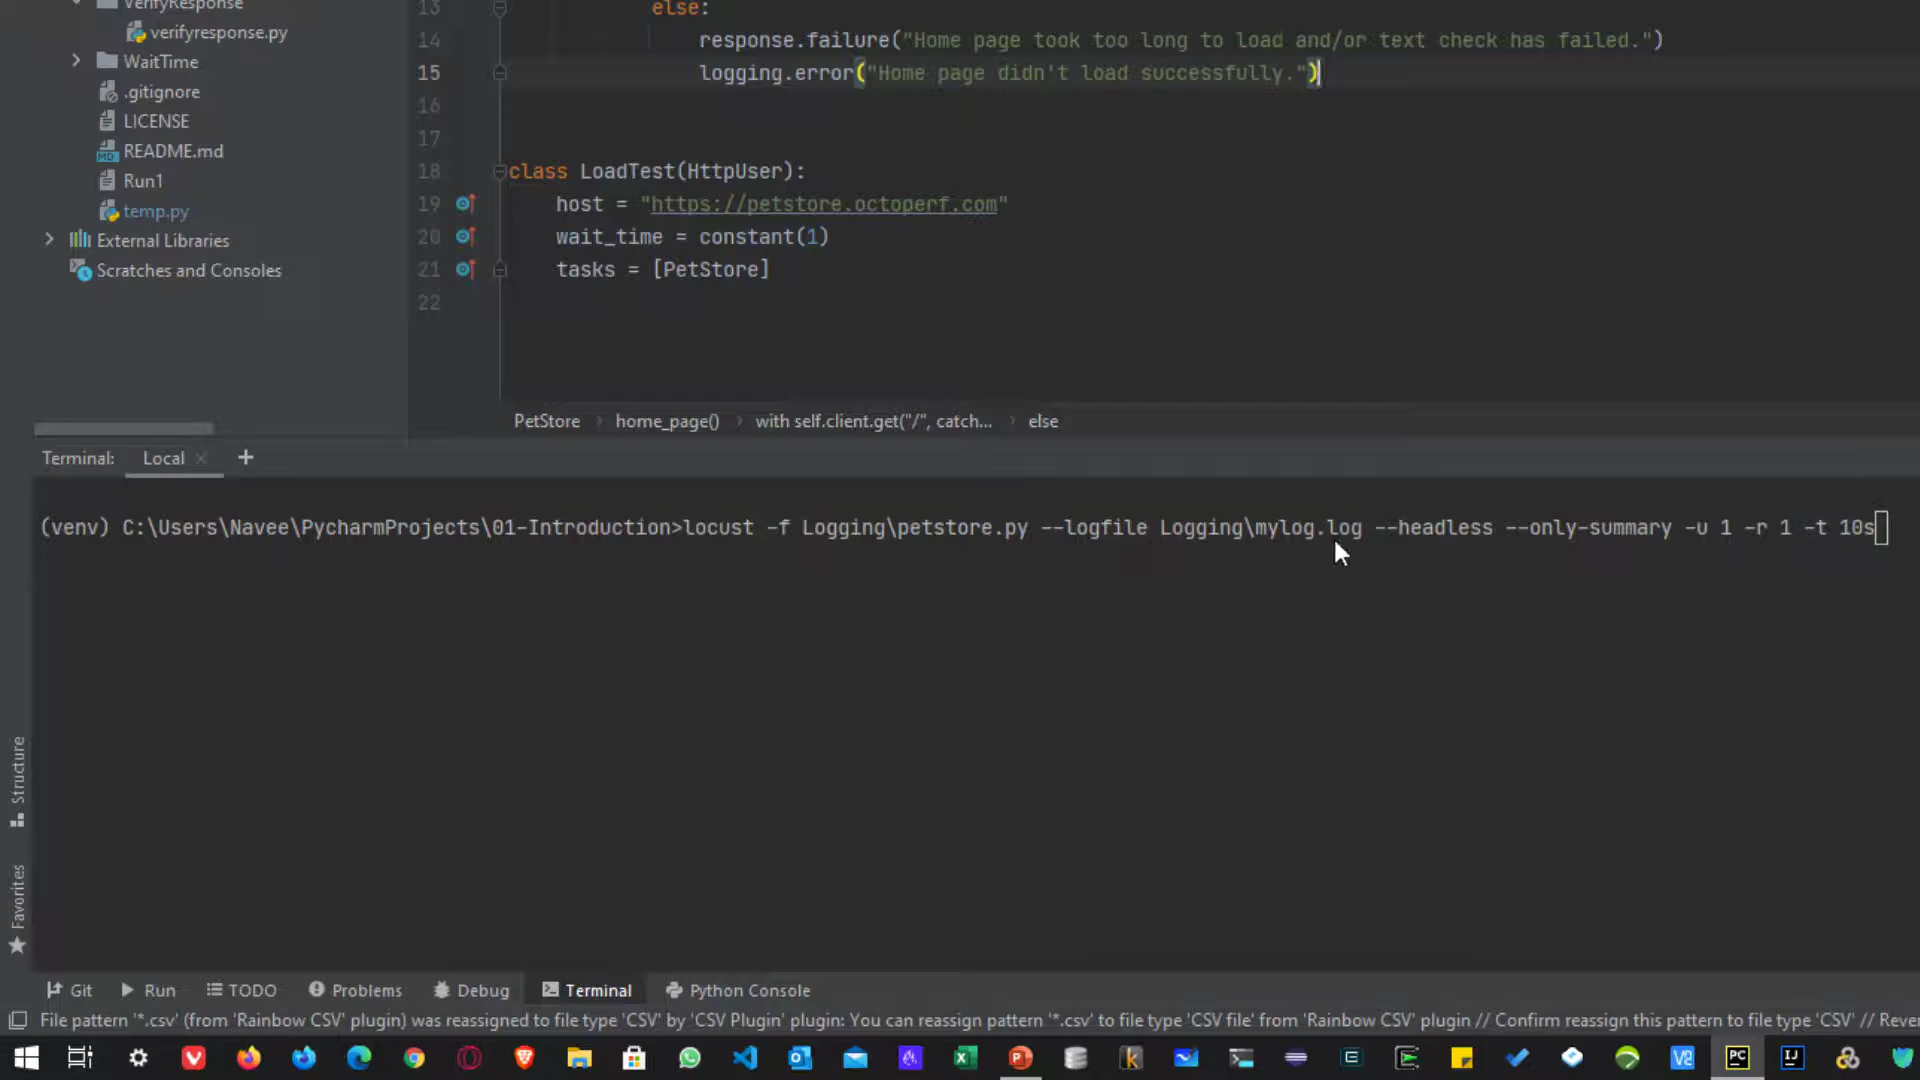 VerifyResponse
verifyresponse.py
WaitTime
.gitignore
LICENSE
README.md
Run1
temp.py
External Libraries
Scratches and Consoles
13 else:
14 response.failure("Home page took too long to load and/or text check has failed.")
15 logging.error("Home page didn't load successfully.")
16
17
18 class LoadTest(HttpUser):
19 host = "https://petstore.octoperf.com"
20 wait_time = constant(1)
21 tasks = [PetStore]
22
PetStore home_page() with self.client.get("/", catch... else
Terminal: Local
(venv) C:\Users\Navee\PycharmProjects\01-Introduction>locust -f Logging\petstore.py --logfile Logging\mylog.log --headless --only-summary -u 1 -r 1 -t 10s
Structure
Favorites
Git Run TODO Problems Debug Terminal Python Console
File pattern '*.csv' (from 'Rainbow CSV' plugin) was reassigned to file type 'CSV' by 'CSV Plugin' plugin: You can reassign pattern '*.csv' to file type 'CSV file' from 'Rainbow CSV' plugin // Confirm reassign this pattern to file type 'CSV' // Rever